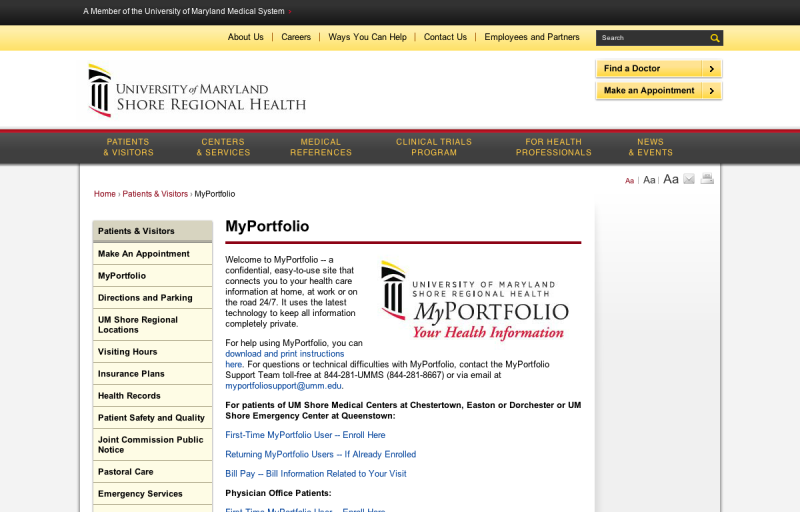 A Member of the University of Maryland Medical System ›
About Us | Careers | Ways You Can Help | Contact Us | Employees and Partners
Search
Find a Doctor
Make an Appointment
UNIVERSITY of MARYLAND
SHORE REGIONAL HEALTH
PATIENTS
& VISITORS
CENTERS
& SERVICES
MEDICAL
REFERENCES
CLINICAL TRIALS
PROGRAM
FOR HEALTH
PROFESSIONALS
NEWS
& EVENTS
Aa | Aa | Aa
Home › Patients & Visitors › MyPortfolio
Patients & Visitors
Make An Appointment
MyPortfolio
Directions and Parking
UM Shore Regional
Locations
Visiting Hours
Insurance Plans
Health Records
Patient Safety and Quality
Joint Commission Public
Notice
Pastoral Care
Emergency Services
MyPortfolio
Welcome to MyPortfolio -- a
confidential, easy-to-use site that
connects you to your health care
information at home, at work or on
the road 24/7. It uses the latest
technology to keep all information
completely private.
UNIVERSITY OF MARYLAND
SHORE REGIONAL HEALTH
MYPORTFOLIO
Your Health Information
For help using MyPortfolio, you can
download and print instructions
here. For questions or technical difficulties with MyPortfolio, contact the MyPortfolio
Support Team toll-free at 844-281-UMMS (844-281-8667) or via email at
myportfoliosupport@umm.edu.
For patients of UM Shore Medical Centers at Chestertown, Easton or Dorchester or UM
Shore Emergency Center at Queenstown:
First-Time MyPortfolio User -- Enroll Here
Returning MyPortfolio Users -- If Already Enrolled
Bill Pay -- Bill Information Related to Your Visit
Physician Office Patients:
First-Time MyPortfolio User -- Enroll Here